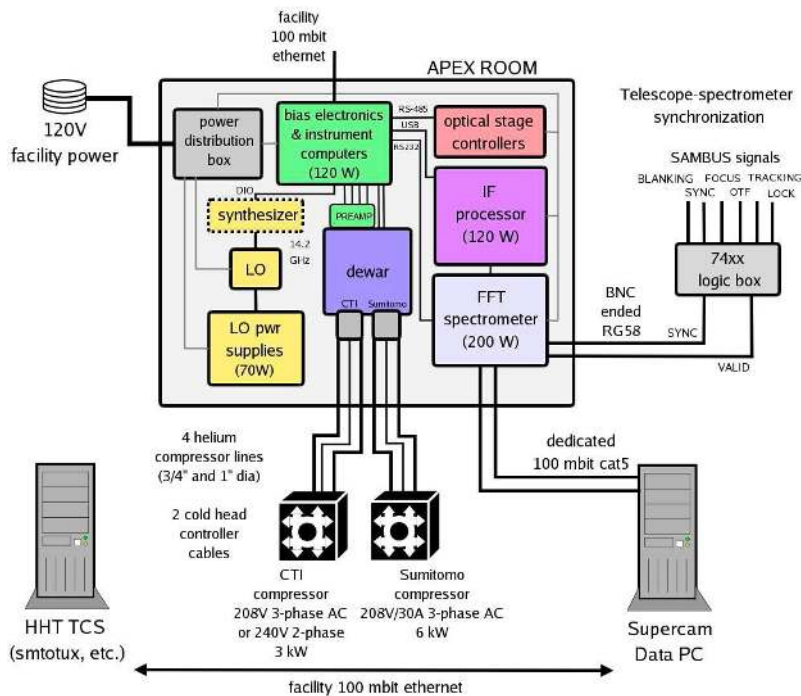 facility
100 mbit
ethernet
APEX ROOM
120V
facility power
power
distribution
box
bias electronics
& instrument
computers
(120 W)
RS-485
USB
RS232
optical stage
controllers
Telescope-spectrometer
synchronization
SAMBUS signals
BLANKING
SYNC
FOCUS
OTF
TRACKING
LOCK
DIO
synthesizer
PREAMP
IF
processor
(120 W)
14.2
GHz
LO
dewar
CTI
Sumitomo
74xx
logic box
LO pwr
supplies
(70W)
FFT
spectrometer
(200 W)
BNC
ended
RG58
SYNC
VALID
4 helium
compressor lines
(3/4" and 1" dia)
dedicated
100 mbit cat5
2 cold head
controller
cables
CTI
compressor
208V 3-phase AC
or 240V 2-phase
3 kW
Sumitomo
compressor
208V/30A 3-phase AC
6 kW
HHT TCS
(smtotux, etc.)
Supercam
Data PC
facility 100 mbit ethernet